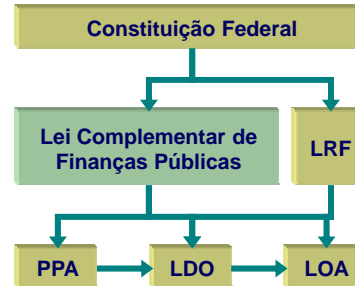 Constituição Federal
Lei Complementar de
Finanças Públicas
LRF
PPA
LDO
LOA